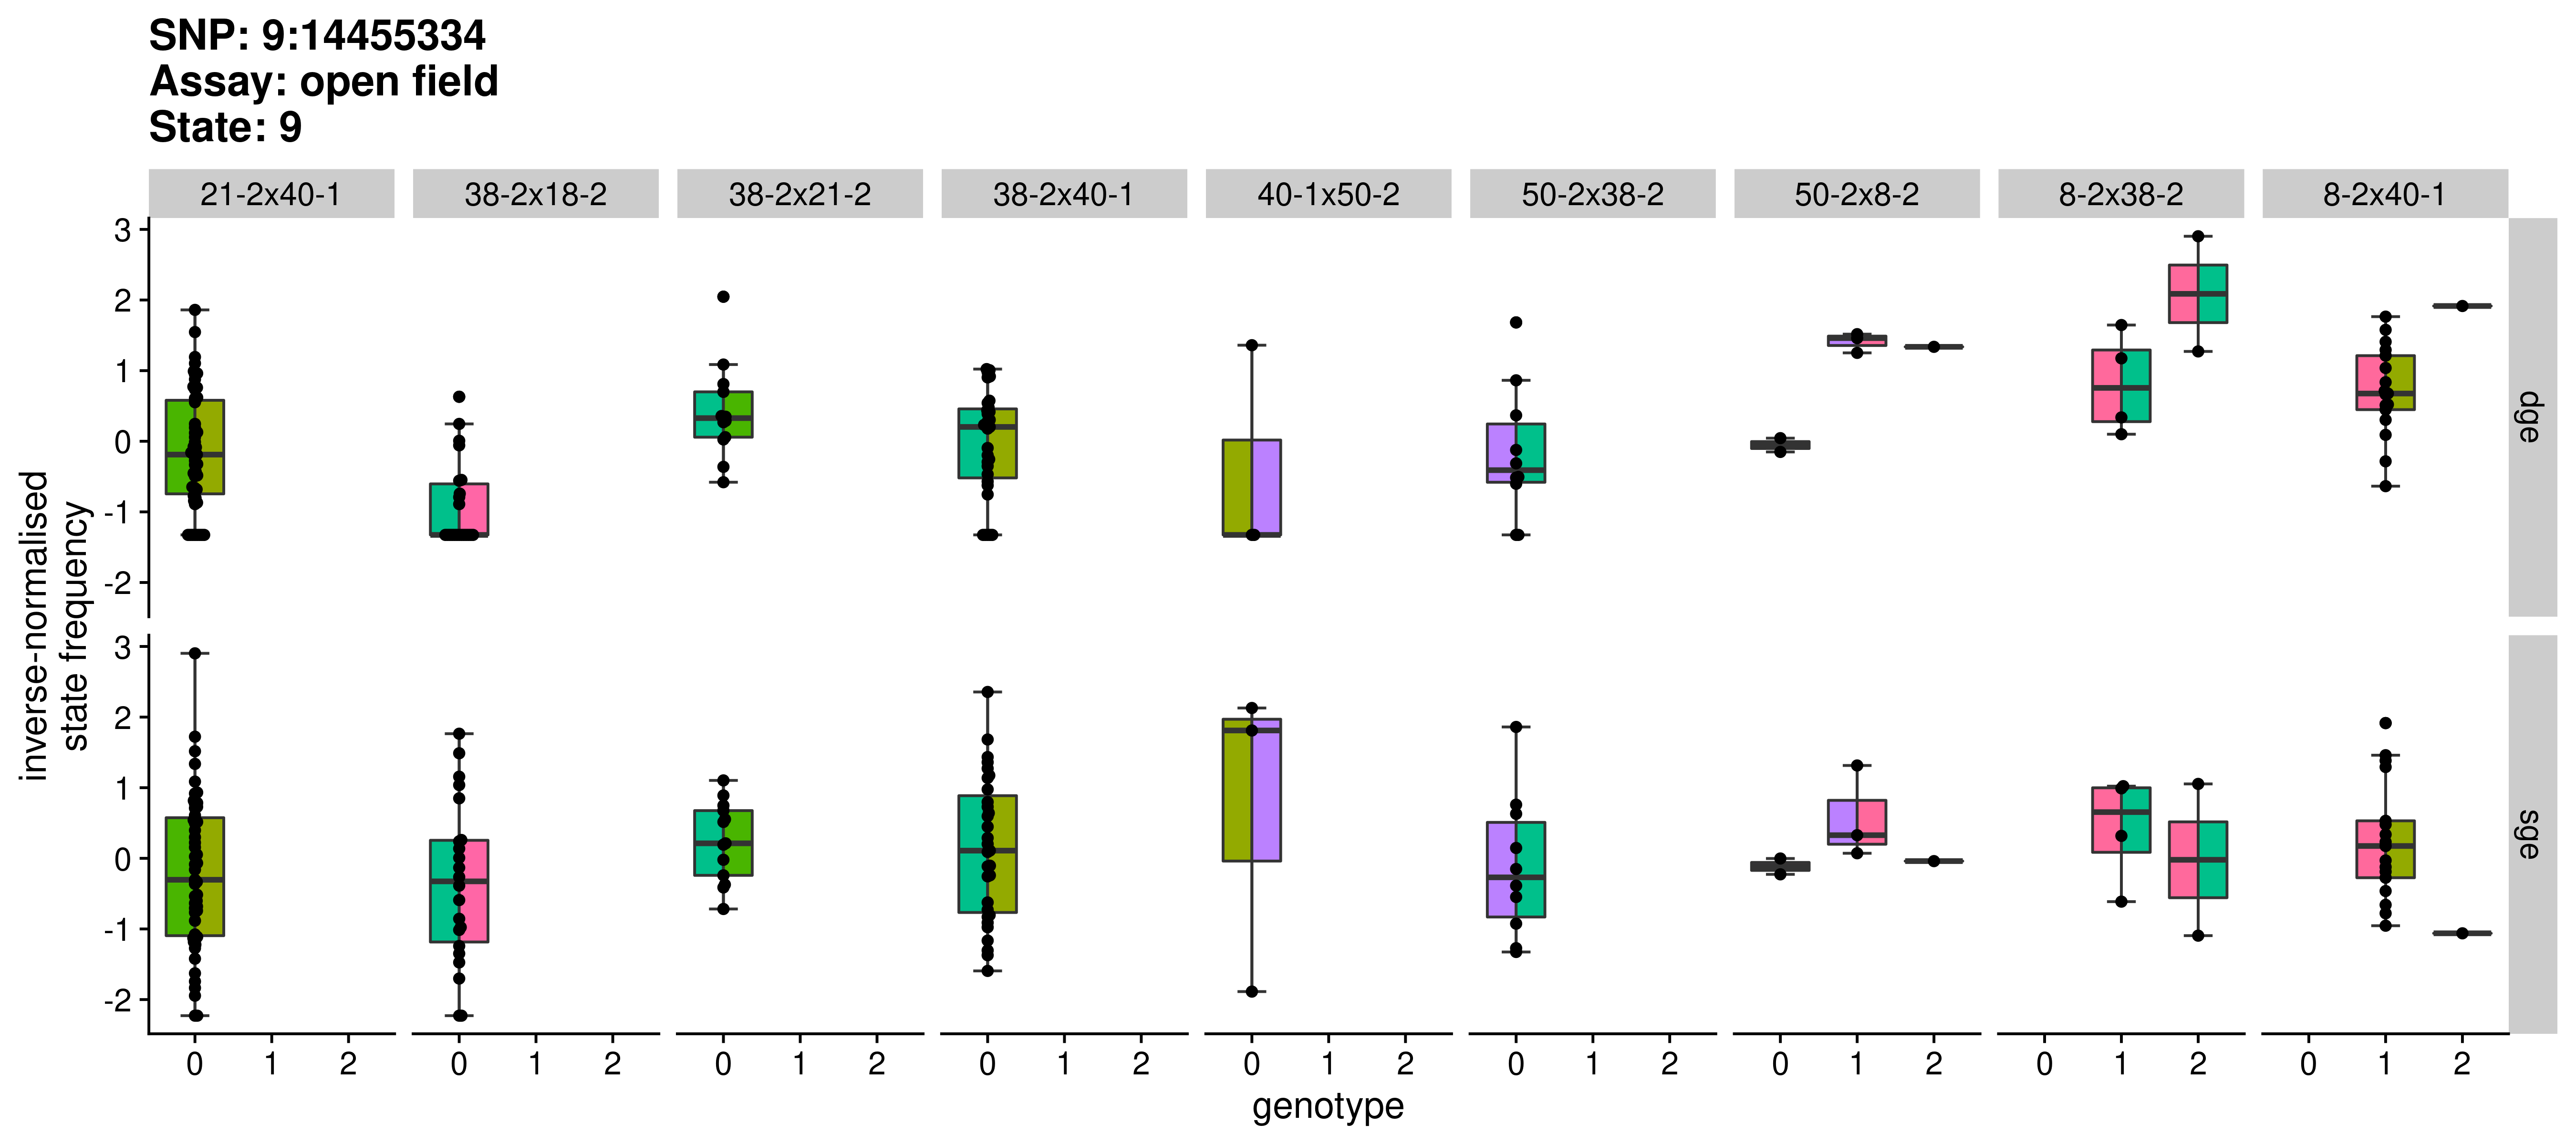 SNP: 9:14455334
Assay: open field
State: 9
21-2x40-1 38-2x18-2 38-2x21-2 38-2x40-1 40-1x50-2 50-2x38-2 50-2x8-2 8-2x38-2 8-2x40-1
3
2
1
0
-1
-2
dge
inverse-normalised
state frequency
3
2
1
0
-1
-2
sge
0 1 2 0 1 2 0 1 2 0 1 2 0 1 2 0 1 2 0 1 2 0 1 2 0 1 2
genotype